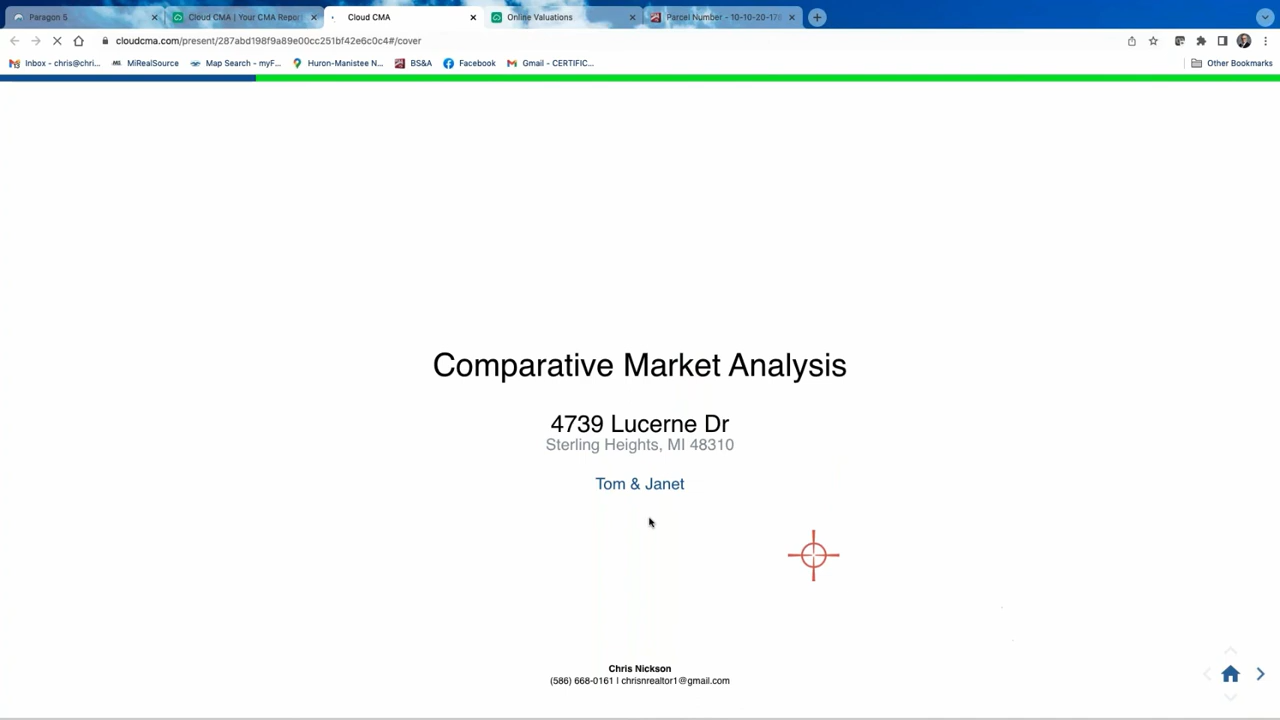 Paragon 5
Cloud CMA | Your CMA Report
Cloud CMA
Online Valuations
Parcel Number - 10-10-20-17
cloudcma.com/present/287abd198f9a89e00cc251bf42e6c0c4#/cover
Inbox - chris@chri...
MiRealSource
Map Search - myF...
Huron-Manistee N...
BS&A
Facebook
Gmail - CERTIFIC...
Other Bookmarks
Comparative Market Analysis
4739 Lucerne Dr
Sterling Heights, MI 48310
Tom & Janet
Chris Nickson
(586) 668-0161 | chrisnrealtor1@gmail.com